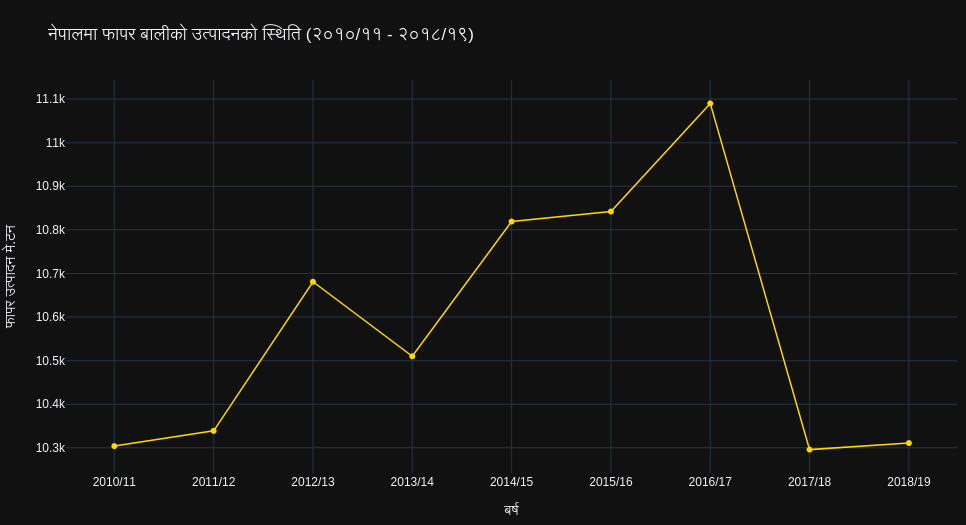 नेपालमा फापर बालीको उत्पादनको स्थिति (२०१०/११ - २०१८/१९)
फापर उत्पादन मे.टन
11.1k
11k
10.9k
10.8k
10.7k
10.6k
10.5k
10.4k
10.3k
2010/11 2011/12 2012/13 2013/14 2014/15 2015/16 2016/17 2017/18 2018/19
बर्ष